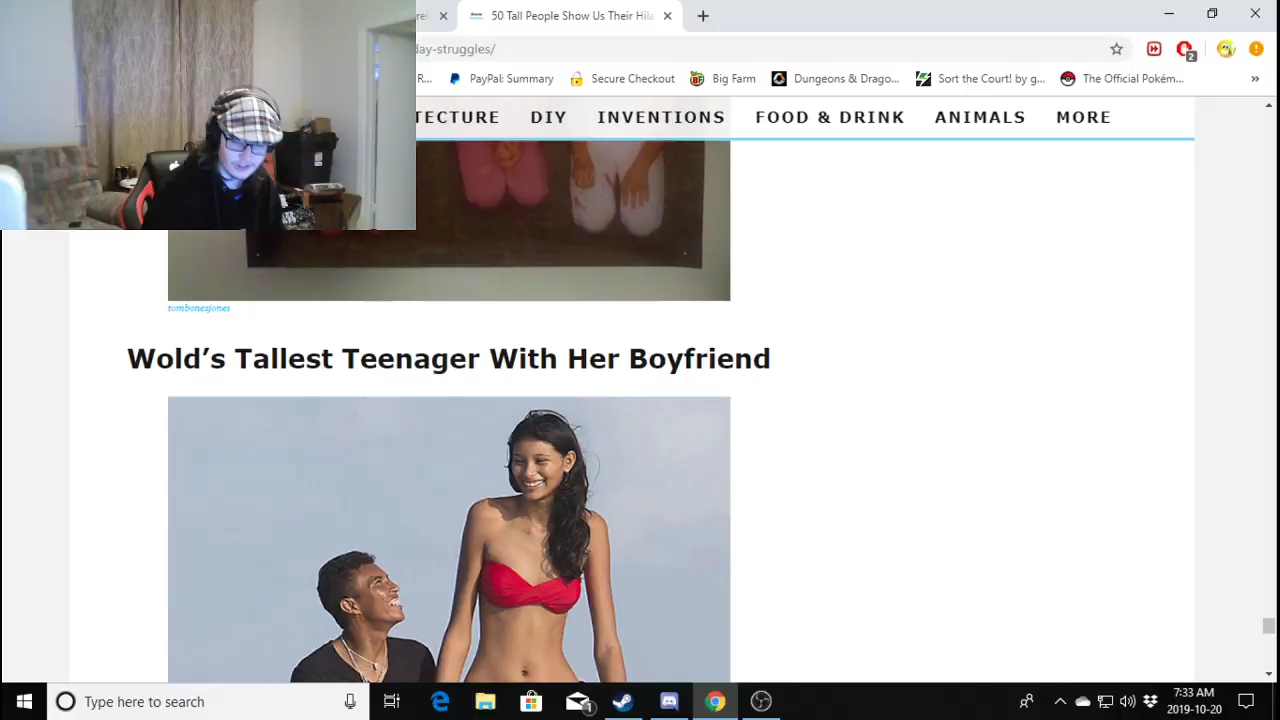 50 Tall People Show Us Their Hila
day-struggles/
2
R...
PayPal: Summary
Secure Checkout
Big Farm
Dungeons & Drago...
Sort the Court! by g...
The Official Pokém...
»
TECTURE
DIY
INVENTIONS
FOOD & DRINK
ANIMALS
MORE
tombonesjones
Wold’s Tallest Teenager With Her Boyfriend
Type here to search
1
7:33 AM
2019-10-20